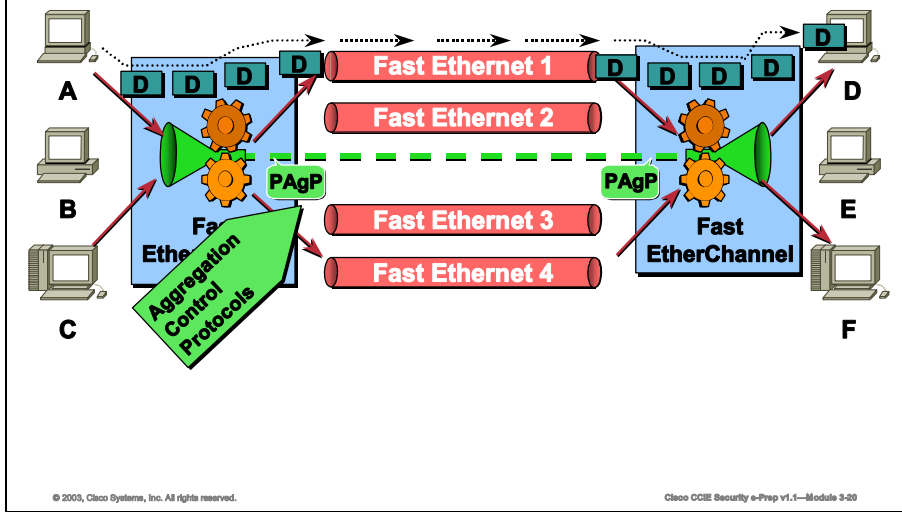 D
D
D
D
D
D
D
D
D
D
Fast Ethernet 1
A
D
Fast Ethernet 2
PAgP
PAgP
B
E
Fast
EtherChannel
Fast Ethernet 3
Aggregation
Control
Protocols
Fast Ethernet 4
C
F
© 2003, Cisco Systems, Inc. All rights reserved.
Cisco CCIE Security e-Prep v1.1—Module 3-20